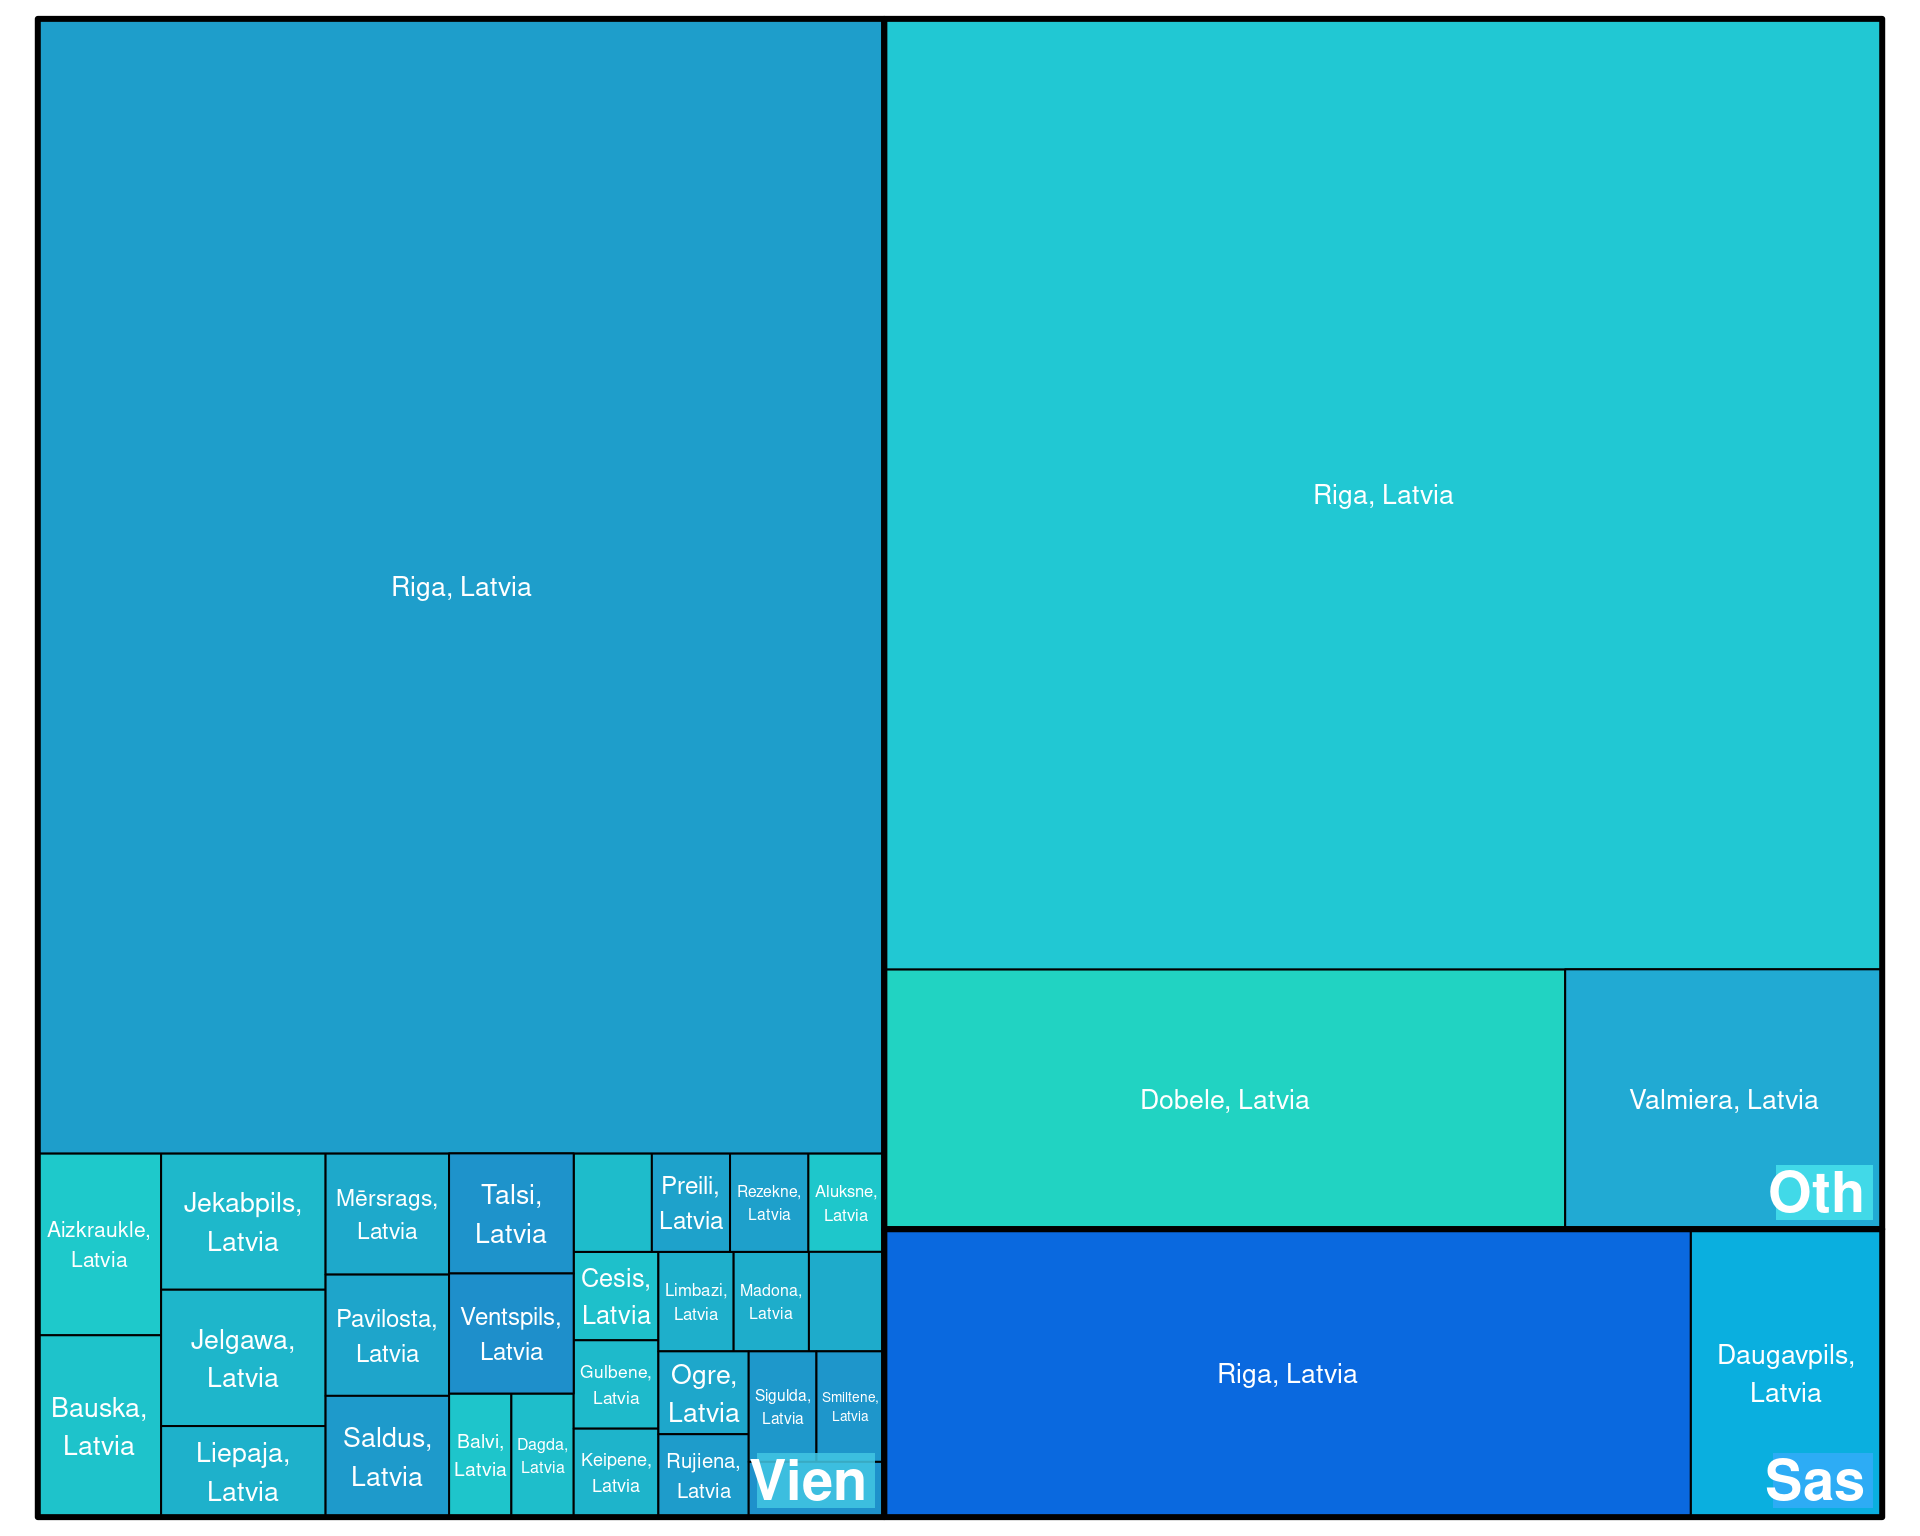 Riga, Latvia
Aizkraukle,
Latvia
Bauska,
Latvia
Jekabpils,
Latvia
Jelgawa,
Latvia
Liepaja,
Latvia
Mērsrags,
Latvia
Pavilosta,
Latvia
Saldus,
Latvia
Talsi,
Latvia
Ventspils,
Latvia
Balvi,
Latvia
Dagda,
Latvia
Preili,
Latvia
Rezekne,
Latvia
Aluksne,
Latvia
Cesis,
Latvia
Gulbene,
Latvia
Keipene,
Latvia
Limbazi,
Latvia
Madona,
Latvia
Ogre,
Latvia
Rujiena,
Latvia
Sigulda,
Latvia
Smiltene,
Latvia
Vien
Riga, Latvia
Dobele, Latvia
Valmiera, Latvia
Oth
Riga, Latvia
Daugavpils,
Latvia
Sas